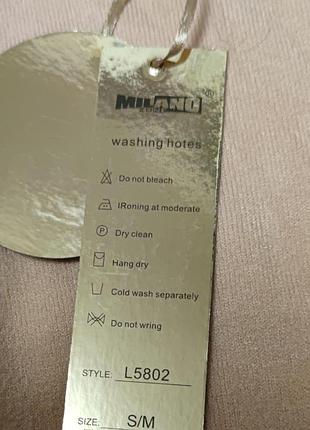 MILANO
washing hotes
Do not bleach
IRoning at moderate
P Dry clean
Hang dry
Cold wash separately
Do not wring
STYLE: L5802
SIZE: S/M